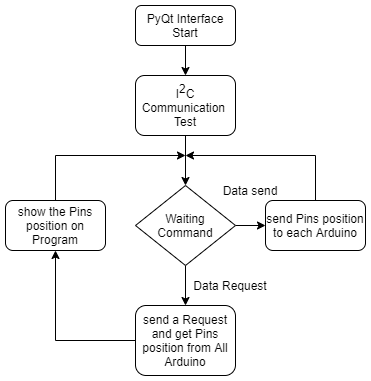 PyQt Interface
Start
I²C
Communication
Test
Data send
Waiting
Command
send Pins position
to each Arduino
show the Pins
position on
Program
Data Request
send a Request
and get Pins
position from All
Arduino